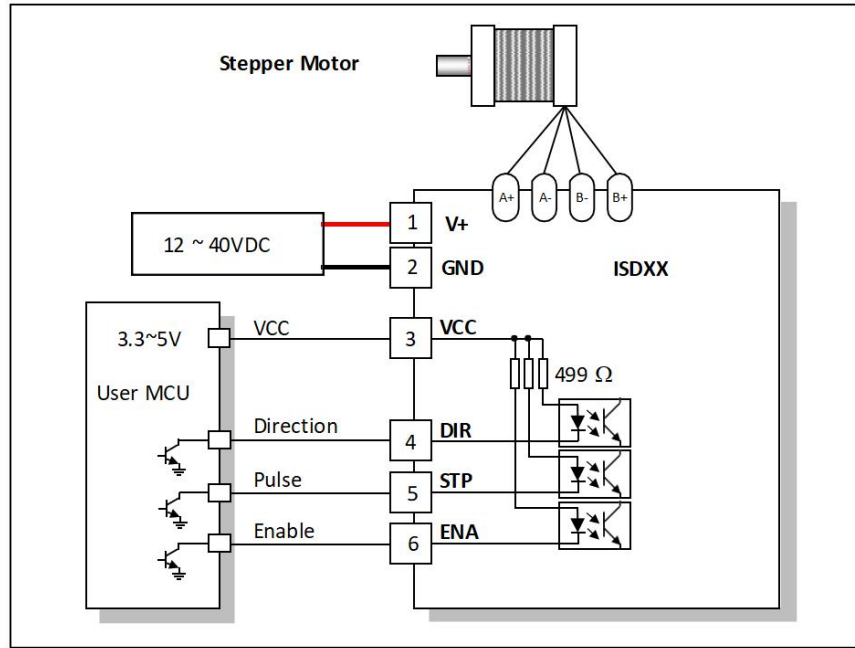 Stepper Motor
A+ A- B- B+
1 V+
12 ~ 40VDC
2 GND
ISDXX
3.3~5V
VCC
3
VCC
499 Ω
User MCU
Direction
4
DIR
Pulse
5
STP
Enable
6
ENA